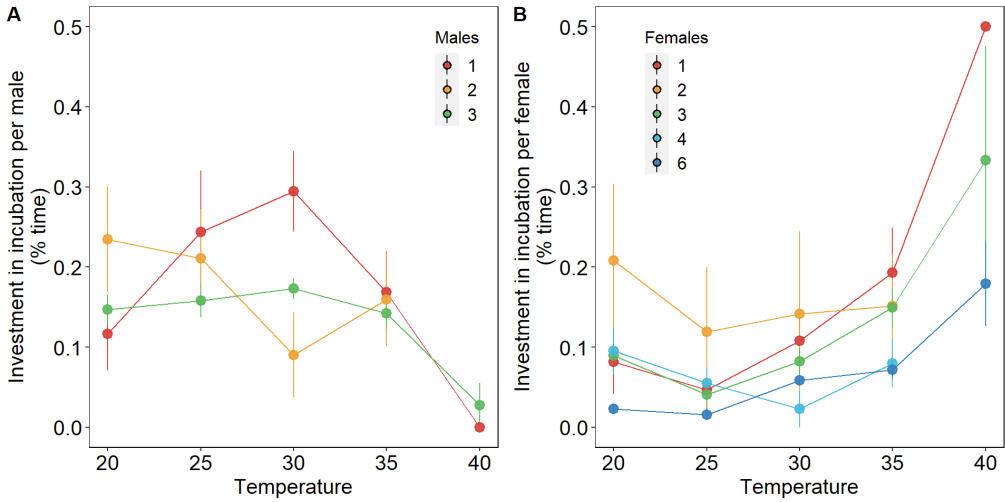 A
Investment in incubation per male
(% time)
0.5
0.4
0.3
0.2
0.1
0.0
Males
1
2
3
20 25 30 35 40
Temperature
B
Investment in incubation per female
(% time)
0.5
0.4
0.3
0.2
0.1
0.0
Females
1
2
3
4
6
20 25 30 35 40
Temperature